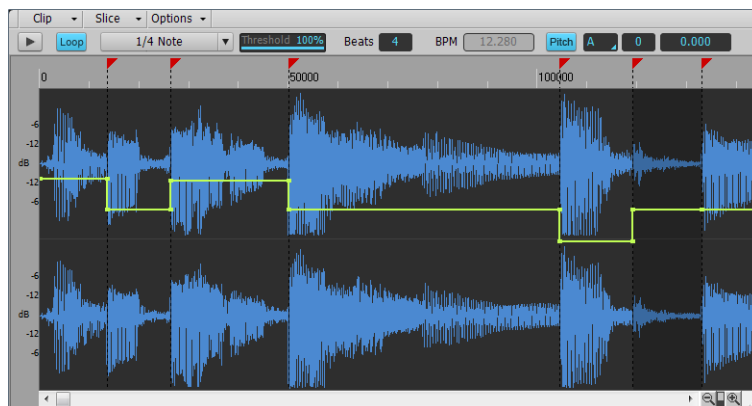 Clip Slice Options
Loop 1/4 Note Threshold 100% Beats 4 BPM 12.280 Pitch A 0 0.000
0 50000 100000
-6
-12
dB
-12
-6
-6
-12
dB
-12
-6